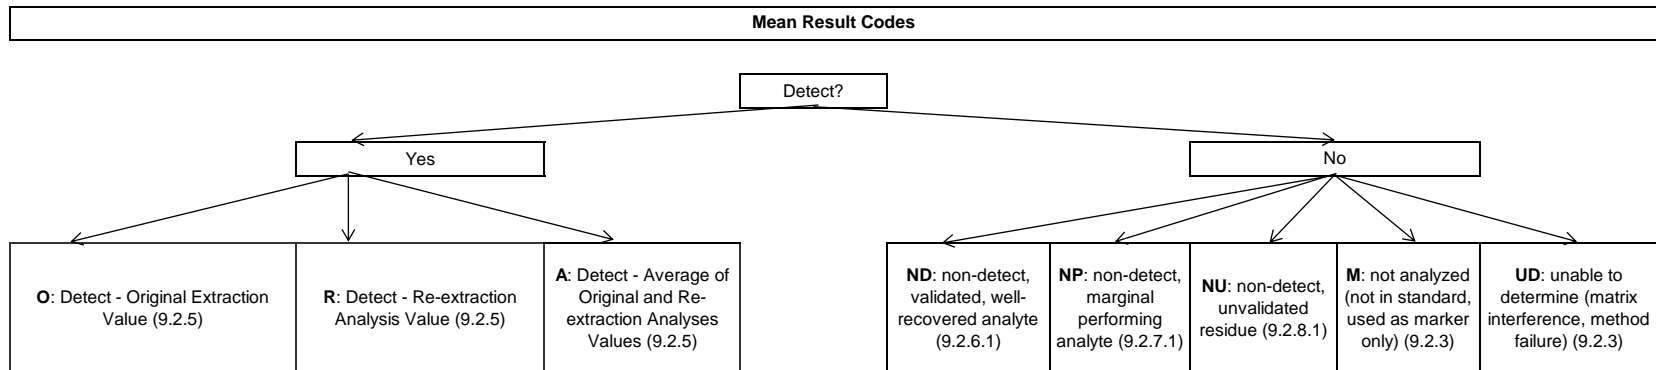 Mean Result Codes
Detect?
Yes
No
O: Detect - Original Extraction
Value (9.2.5)
R: Detect - Re-extraction
Analysis Value (9.2.5)
A: Detect - Average of
Original and Re-
extraction Analyses
Values (9.2.5)
ND: non-detect,
validated, well-
recovered analyte
(9.2.6.1)
NP: non-detect,
marginal
performing
analyte (9.2.7.1)
NU: non-detect,
unvalidated
residue (9.2.8.1)
M: not analyzed
(not in standard,
used as marker
only) (9.2.3)
UD: unable to
determine (matrix
interference, method
failure) (9.2.3)